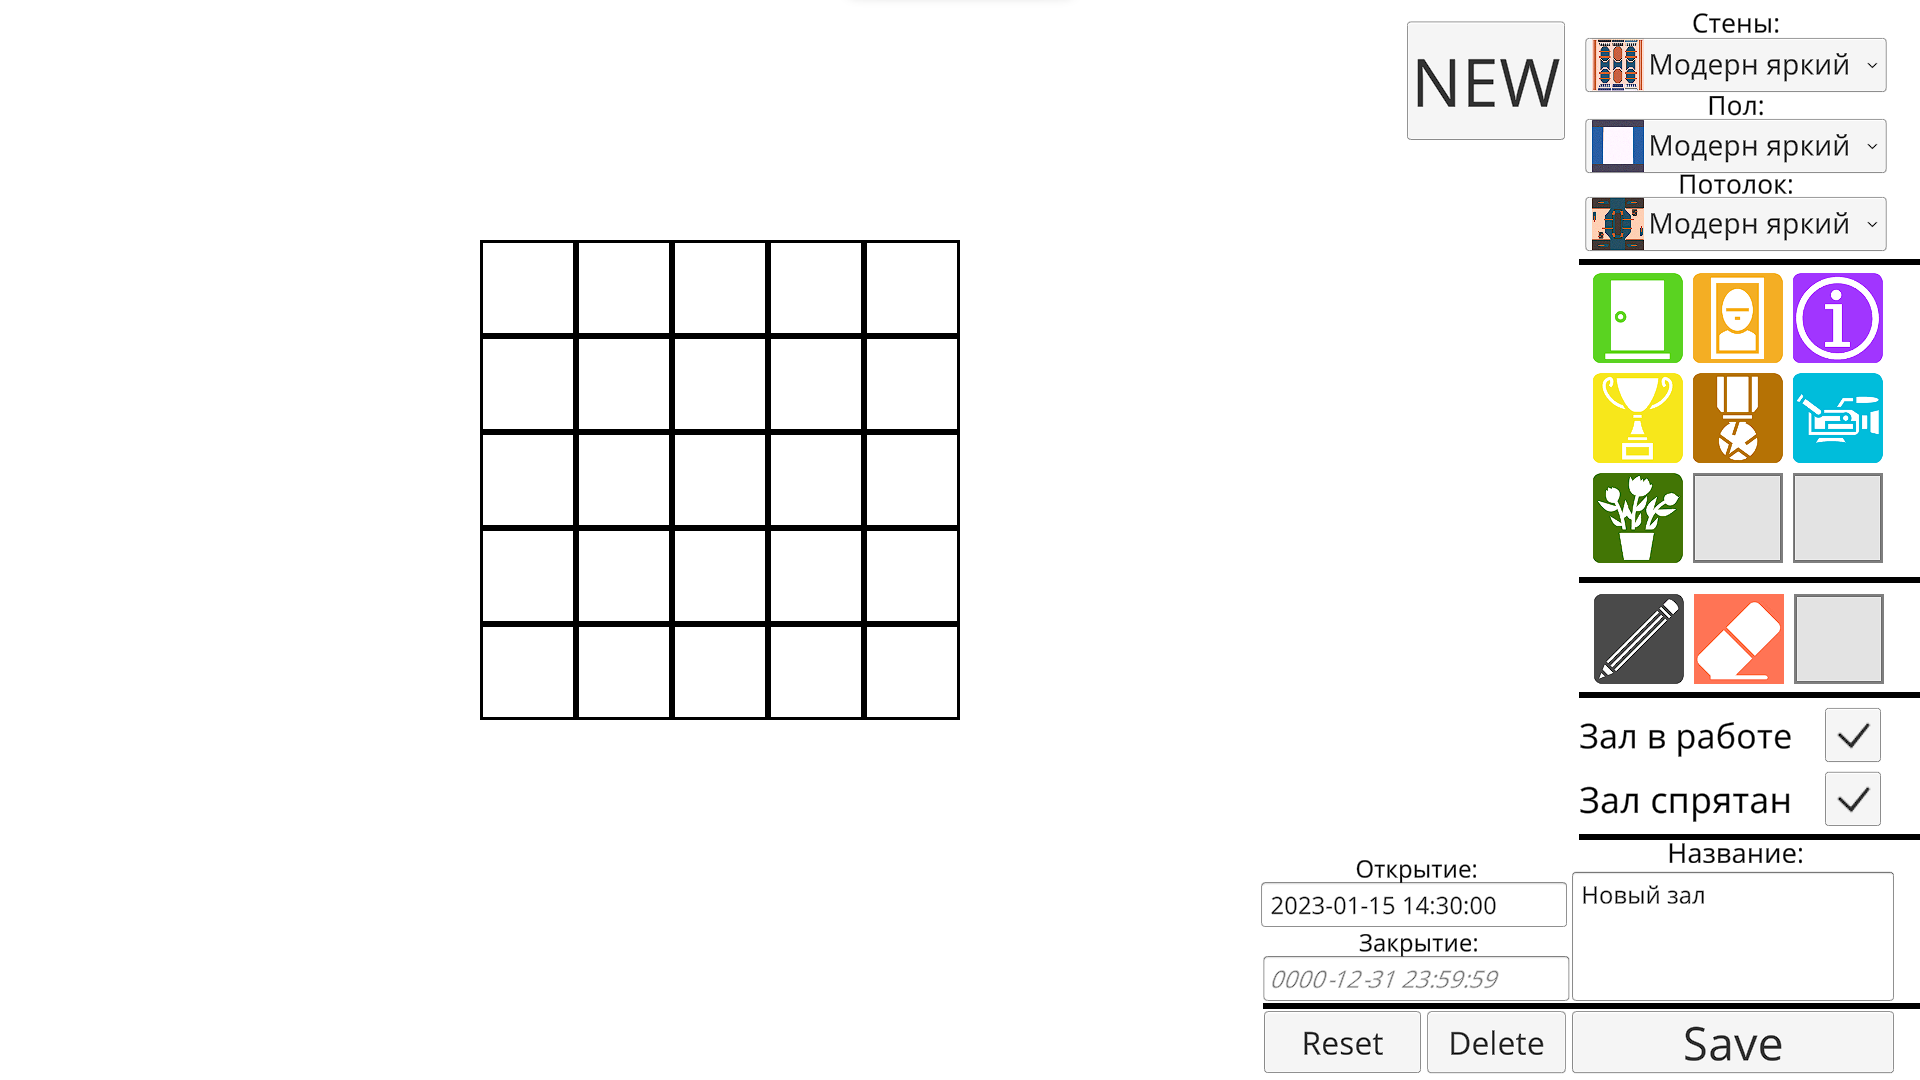 NEW
Стены:
Модерн яркий
Пол:
Модерн яркий
Потолок:
Модерн яркий
Зал в работе
Зал спрятан
Название:
Новый зал
Открытие:
2023-01-15 14:30:00
Закрытие:
0000-12-31 23:59:59
Reset
Delete
Save